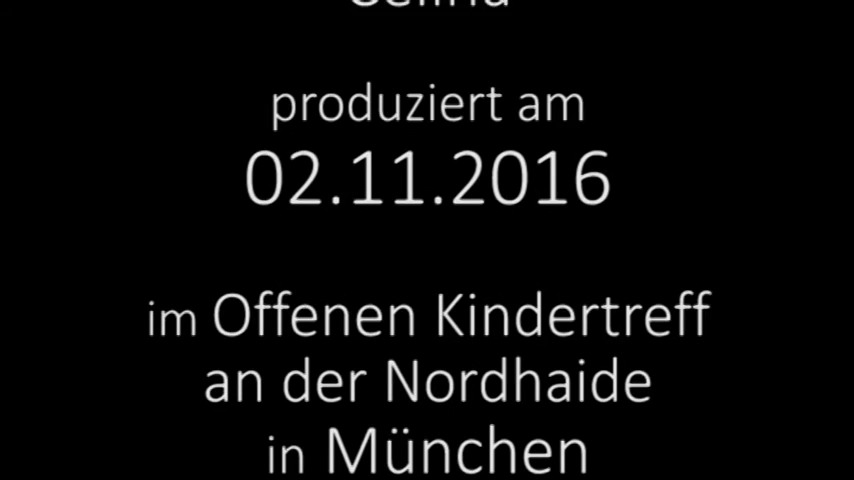 produziert am
02.11.2016
im Offenen Kindertreff
an der Nordhaide
in München